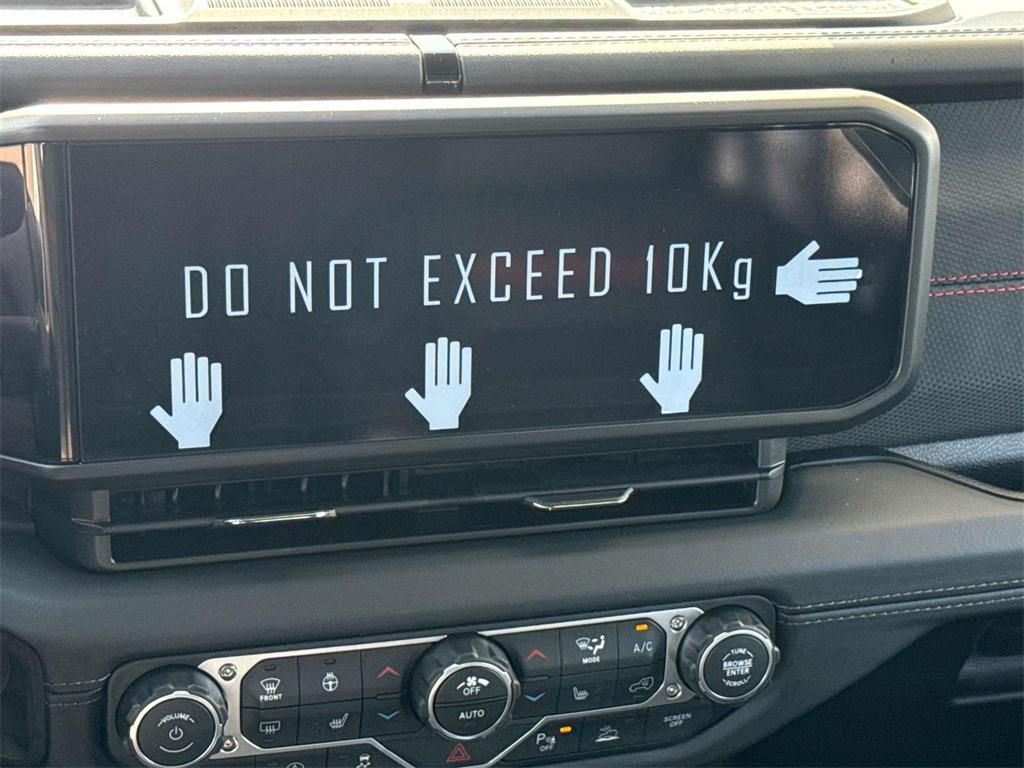 DO NOT EXCEED 10Kg
VOLUME
FRONT
OFF
AUTO
MODE
A/C
P OFF
SCREEN OFF
TUNE
BROWSE
ENTER
SCROLL